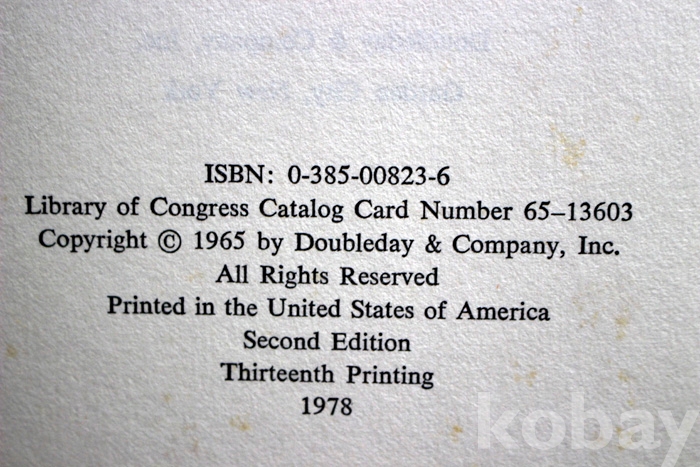 ISBN: 0-385-00823-6
Library of Congress Catalog Card Number 65–13603
Copyright © 1965 by Doubleday & Company, Inc.
All Rights Reserved
Printed in the United States of America
Second Edition
Thirteenth Printing
1978
kobay